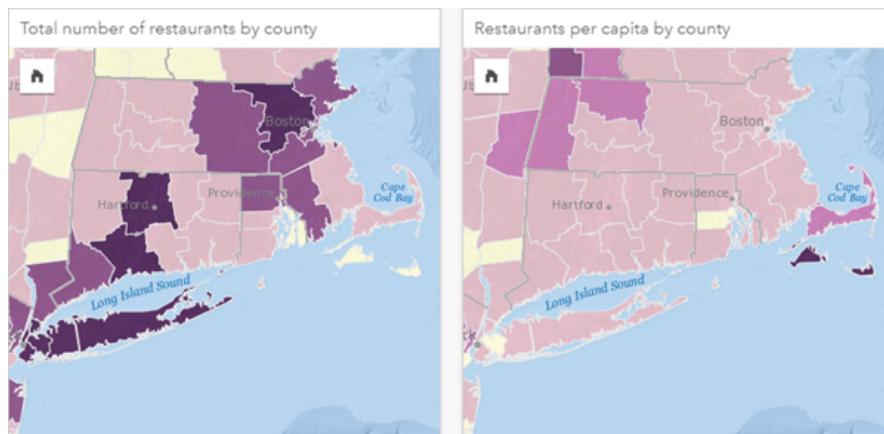 Total number of restaurants by county
Boston
Hartford
Providence
Cape
Cod Bay
Long Island Sound
Restaurants per capita by county
Boston
Hartford
Providence
Cape
Cod Bay
Long Island Sound